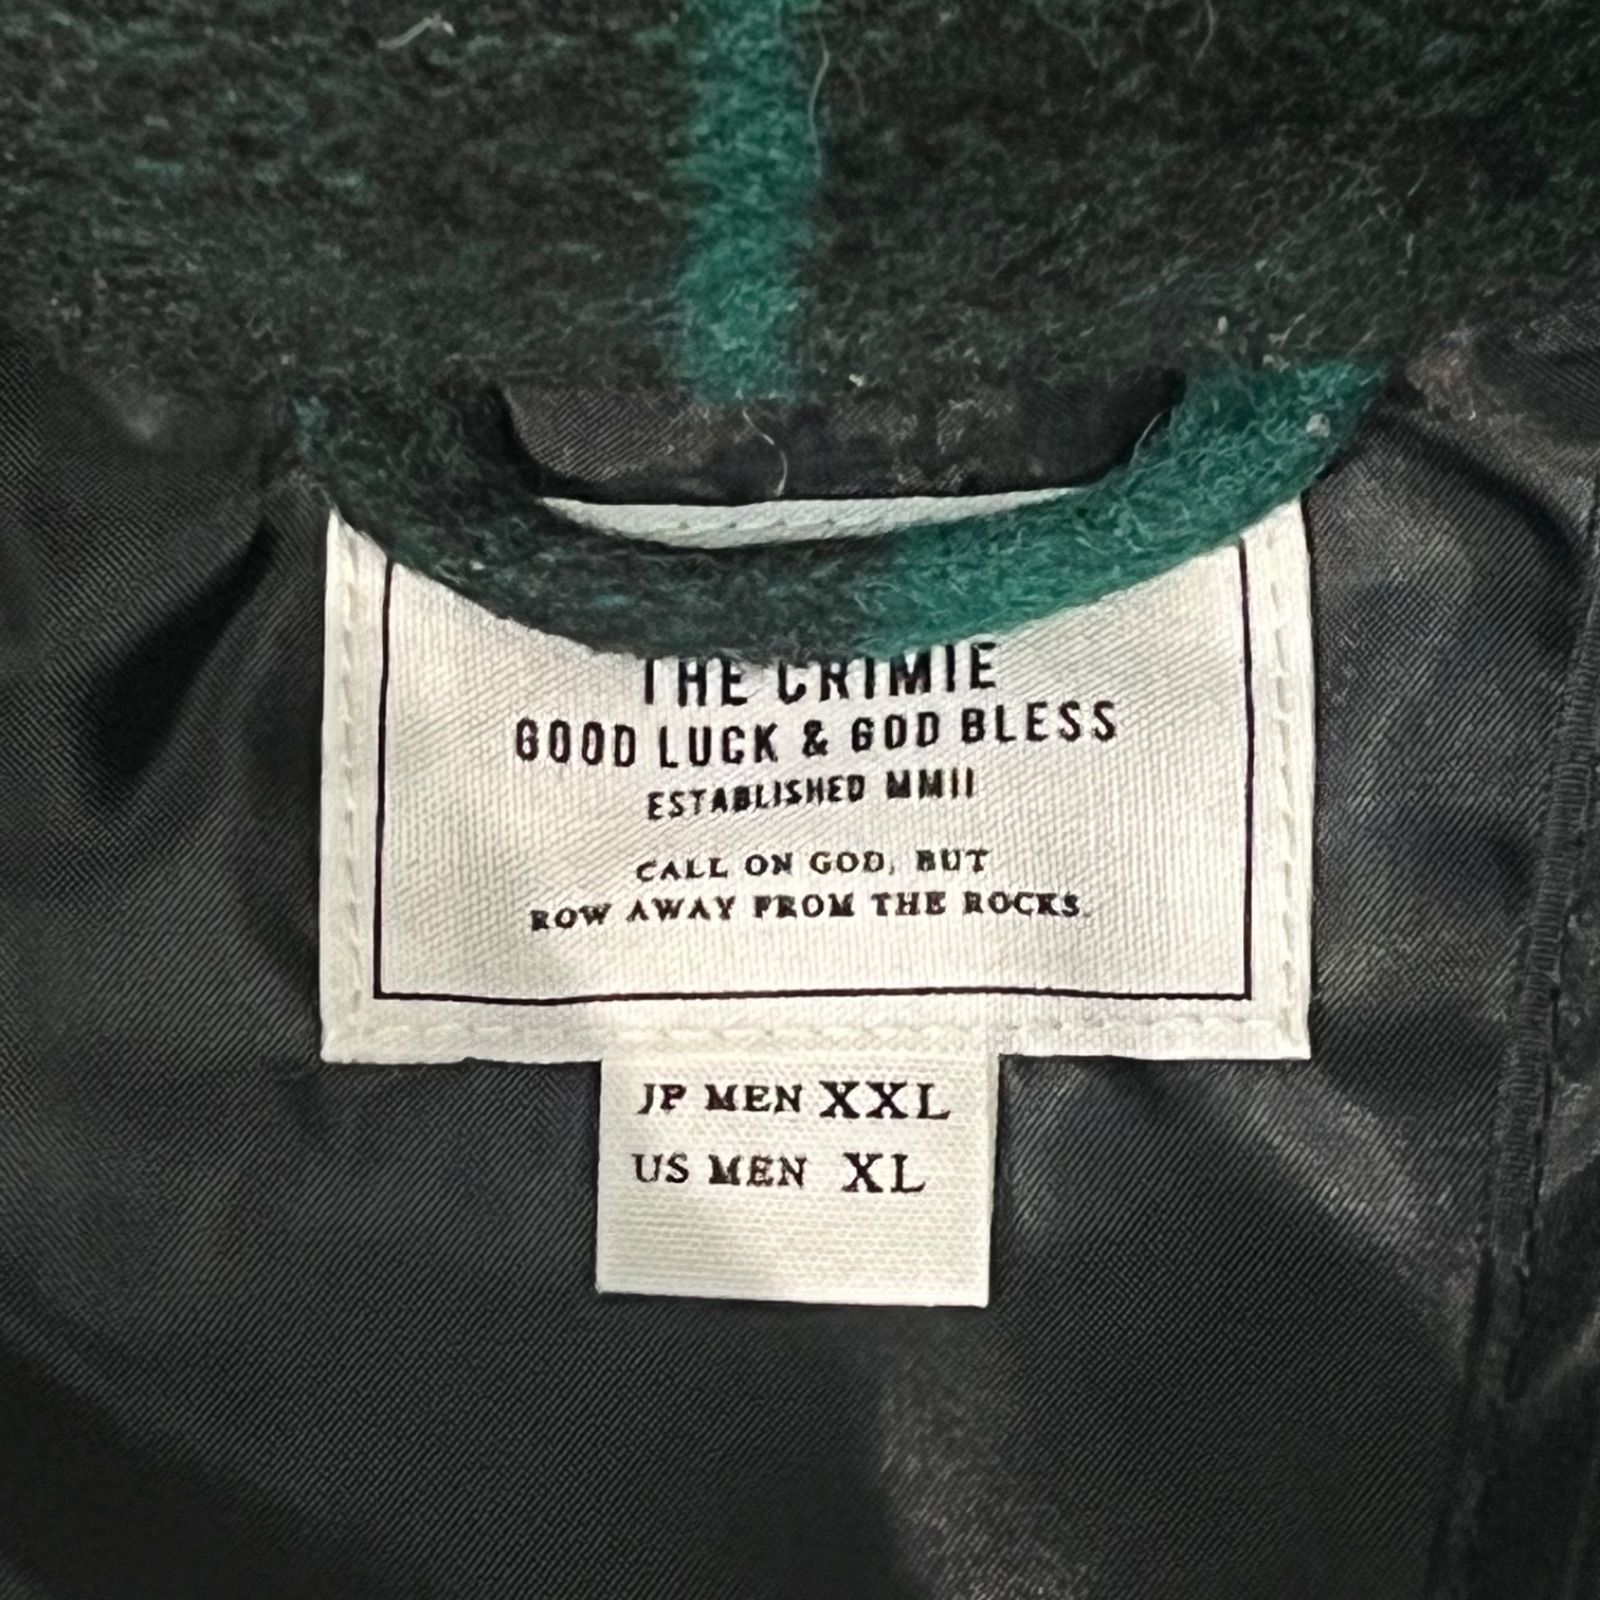 THE CRIMIE
GOOD LUCK & GOD BLESS
ESTABLISHED MMII
CALL ON GOD, BUT
ROW AWAY FROM THE ROCKS.
JP MEN XXL
US MEN XL